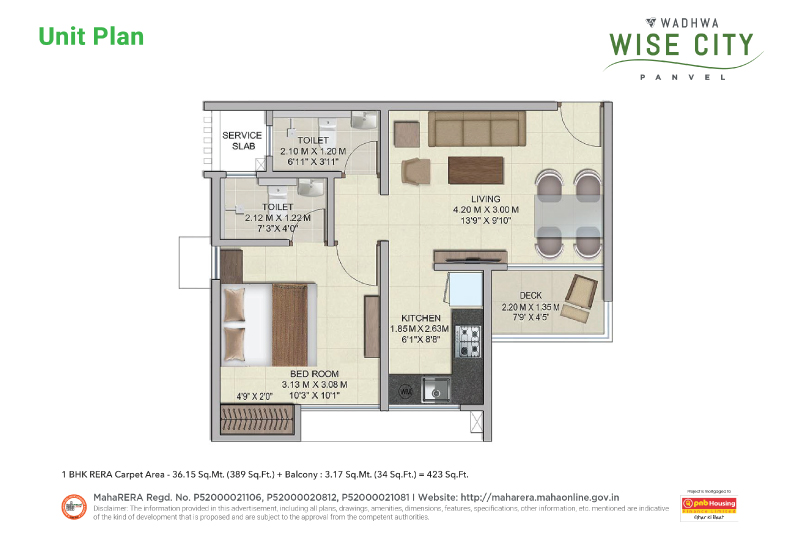 Unit Plan
WADHWA
WISE CITY
PANVEL
SERVICE
SLAB
TOILET
2.10 M X 1.20 M
6'11" X 3'11"
TOILET
2.12 M X 1.22 M
7'3"X 4'0"
LIVING
4.20 M X 3.00 M
13'9" X 9'10"
DECK
2.20 M X 1.35 M
7'9" X 4'5"
KITCHEN
1.85 M X 2.63M
6'1"X 8'8"
BED ROOM
3.13 M X 3.08 M
10'3" X 10'1"
4'9" X 2'0"
WM
1 BHK RERA Carpet Area - 36.15 Sq.Mt. (389 Sq.Ft.) + Balcony : 3.17 Sq.Mt. (34 Sq.Ft.) = 423 Sq.Ft.
MahaRERA Regd. No. P52000021106, P52000020812, P52000021081 I Website: http://maharera.mahaonline.gov.in
Disclaimer: The information provided in this advertisement, including all plans, drawings, amenities, dimensions, features, specifications, other information, etc, mentioned are indicative
of the kind of development that is proposed and are subject to the approval from the competent authorities.
Project is mortgaged to
pnb Housing
FINANCE LIMITED
Ghar Ki Baat